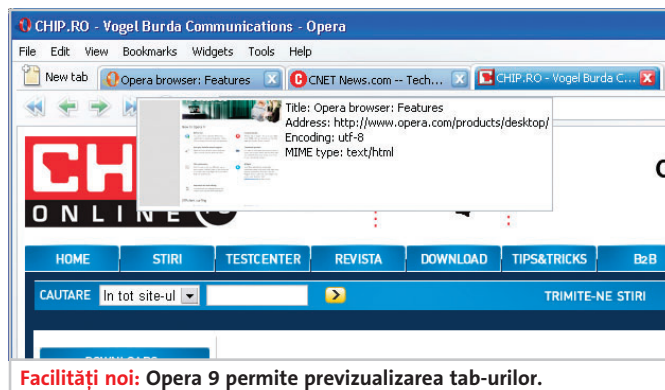 CHIP.RO - Vogel Burda Communications - Opera
File Edit View Bookmarks Widgets Tools Help
New tab Opera browser: Features CNET News.com -- Tech... CHIP.RO - Vogel Burda C...
Title: Opera browser: Features
Address: http://www.opera.com/products/desktop/
Encoding: utf-8
MIME type: text/html
ONLINE
HOME STIRI TESTCENTER REVISTA DOWNLOAD TIPS&TRICKS B2B
CAUTARE In tot site-ul TRIMITE-NE STIRI
Facilități noi: Opera 9 permite previzualizarea tab-urilor.